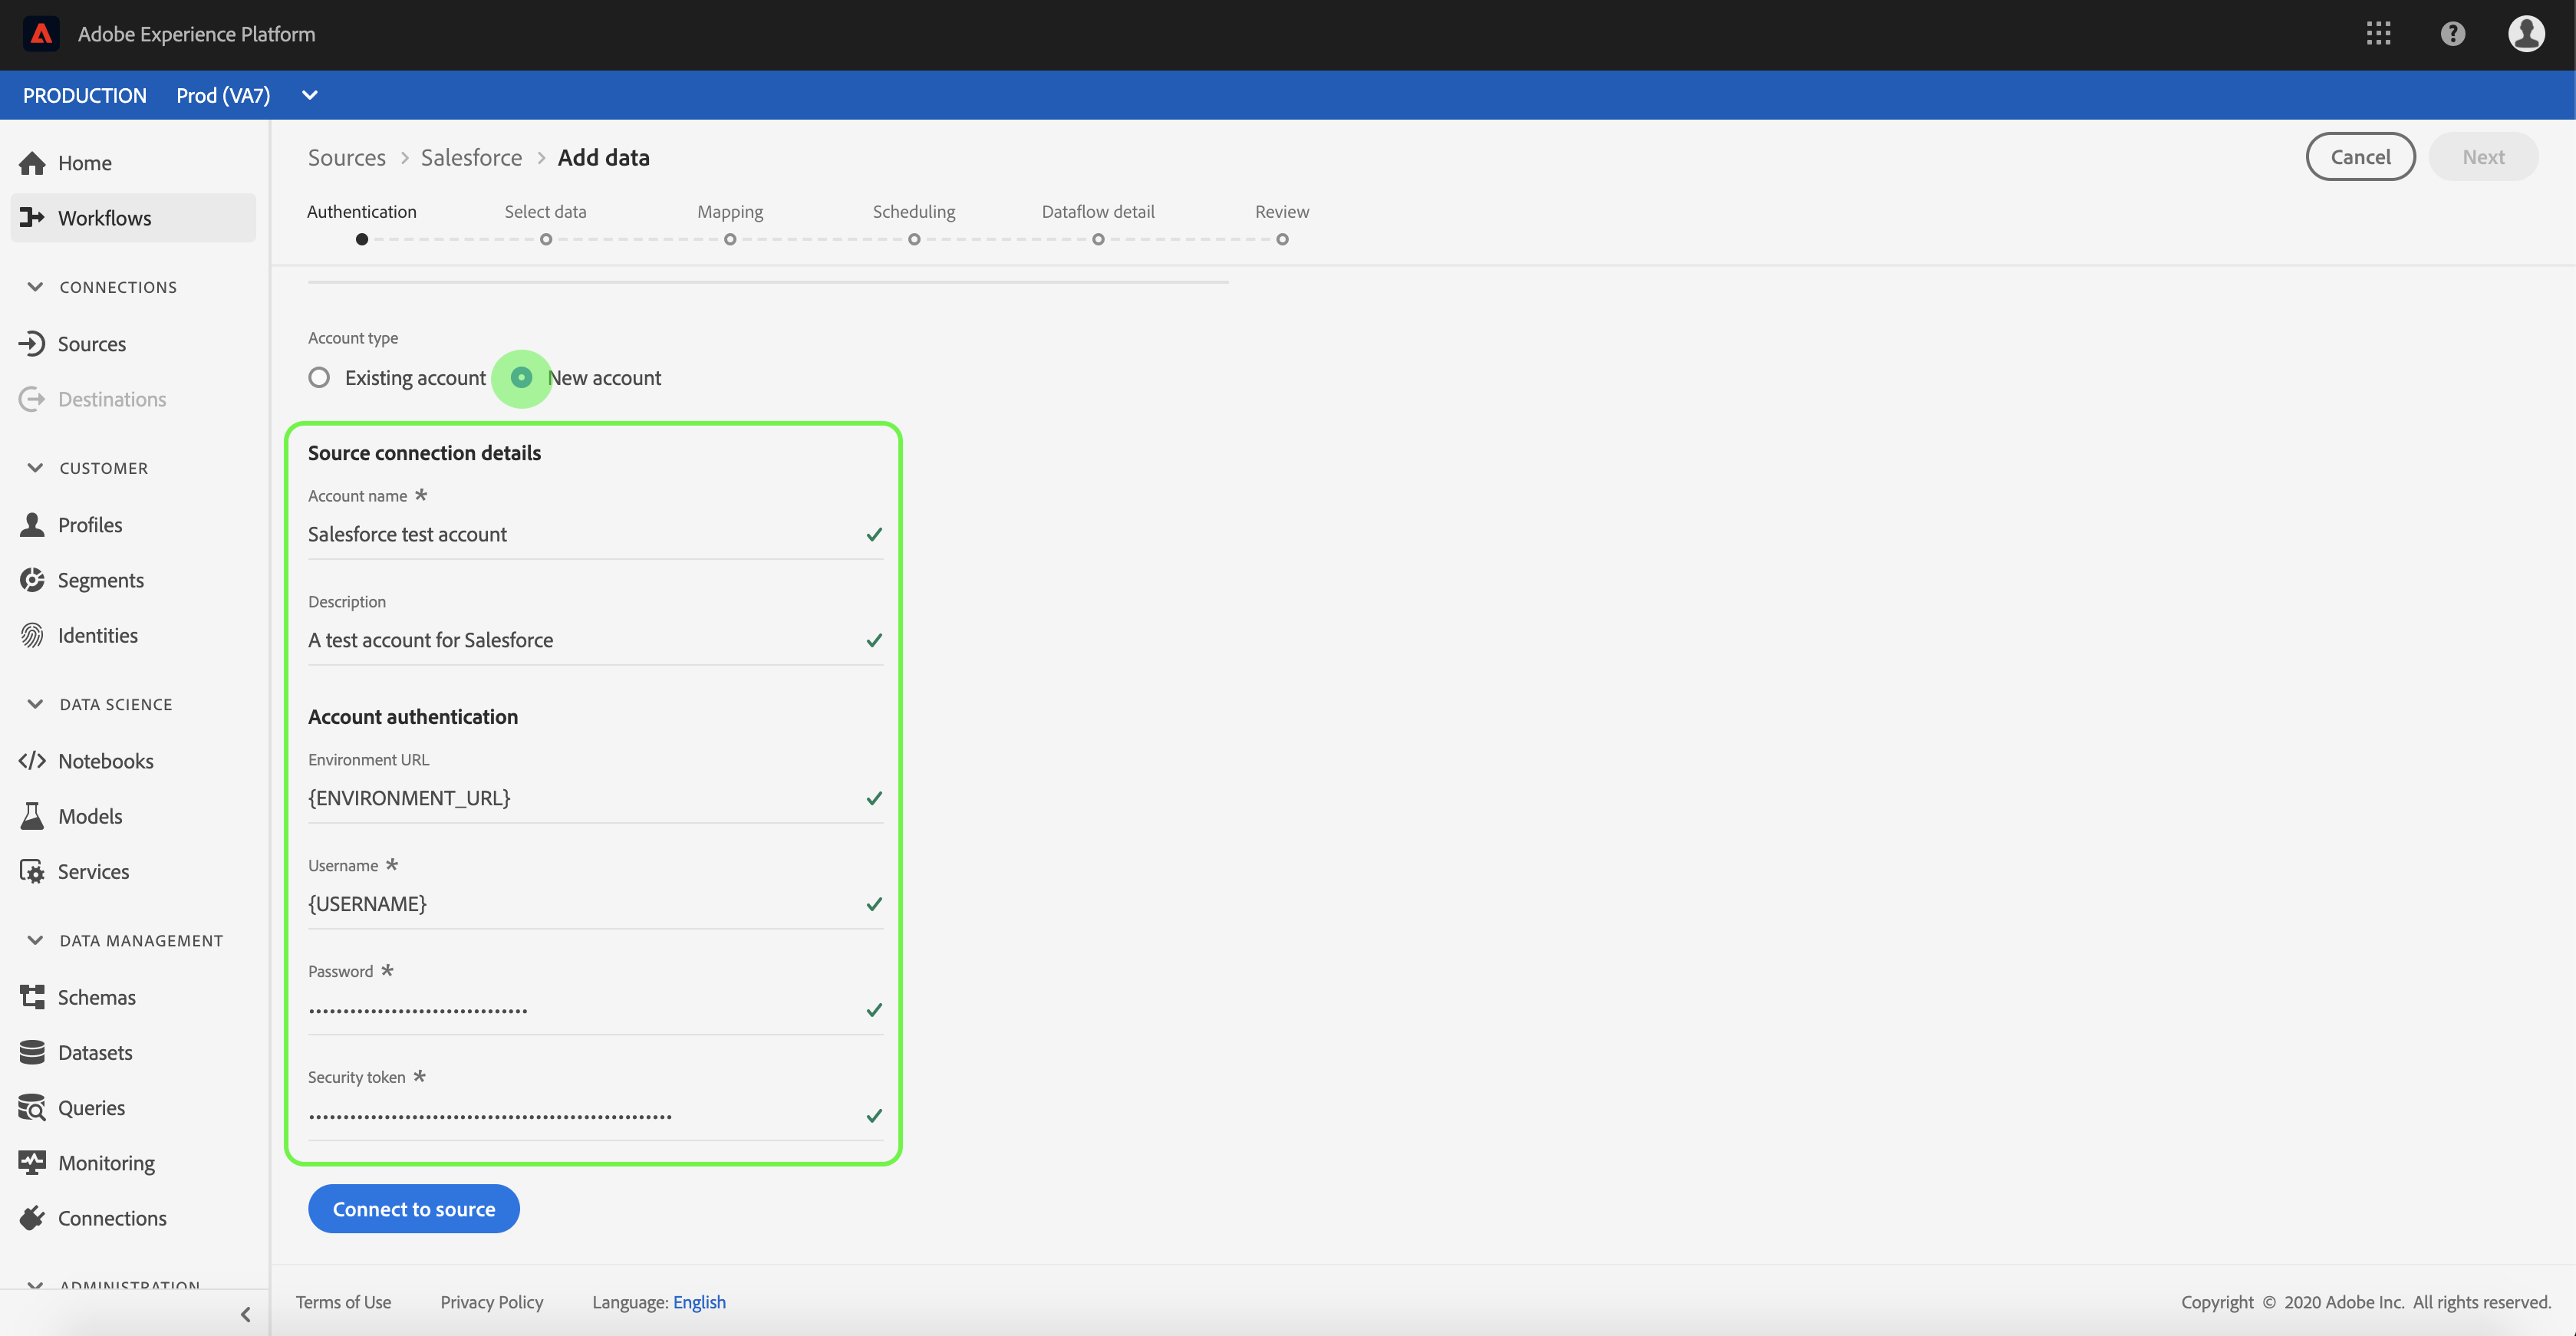 Adobe Experience Platform
PRODUCTION Prod (VA7)
Home
Workflows
CONNECTIONS
Sources
Destinations
CUSTOMER
Profiles
Segments
Identities
DATA SCIENCE
Notebooks
Models
Services
DATA MANAGEMENT
Schemas
Datasets
Queries
Monitoring
Connections
ADMINISTRATION
Sources > Salesforce > Add data
Cancel
Next
Authentication
Select data
Mapping
Scheduling
Dataflow detail
Review
Account type
Existing account
New account
Source connection details
Account name *
Salesforce test account
Description
A test account for Salesforce
Account authentication
Environment URL
{ENVIRONMENT_URL}
Username *
{USERNAME}
Password *
Security token *
Connect to source
Terms of Use Privacy Policy Language: English
Copyright © 2020 Adobe Inc. All rights reserved.